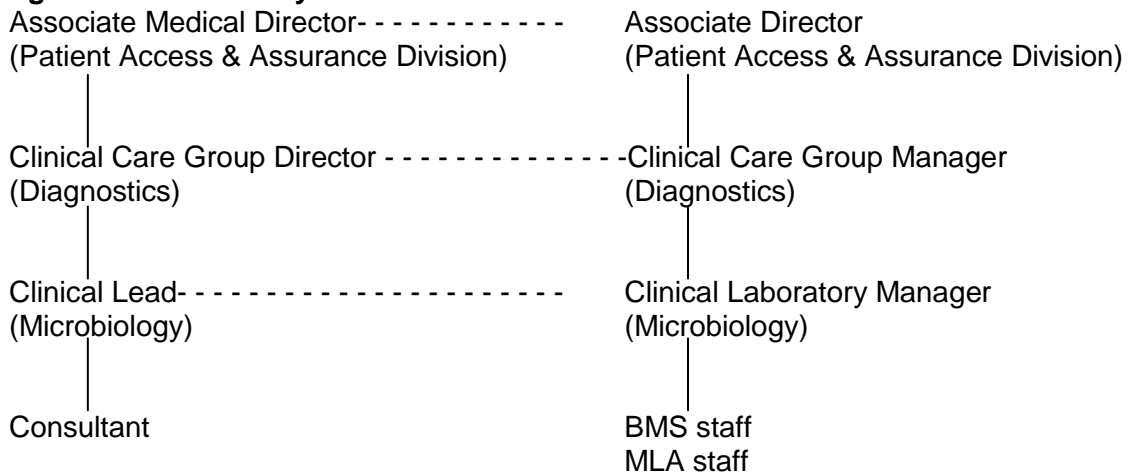 Associate Medical Director- - - - - - - - - - - - Associate Director
(Patient Access & Assurance Division) (Patient Access & Assurance Division)
Clinical Care Group Director - - - - - - - - - - - - - -Clinical Care Group Manager
(Diagnostics) (Diagnostics)
Clinical Lead- - - - - - - - - - - - - - - - - - - - - - Clinical Laboratory Manager
(Microbiology) (Microbiology)
Consultant BMS staff
MLA staff